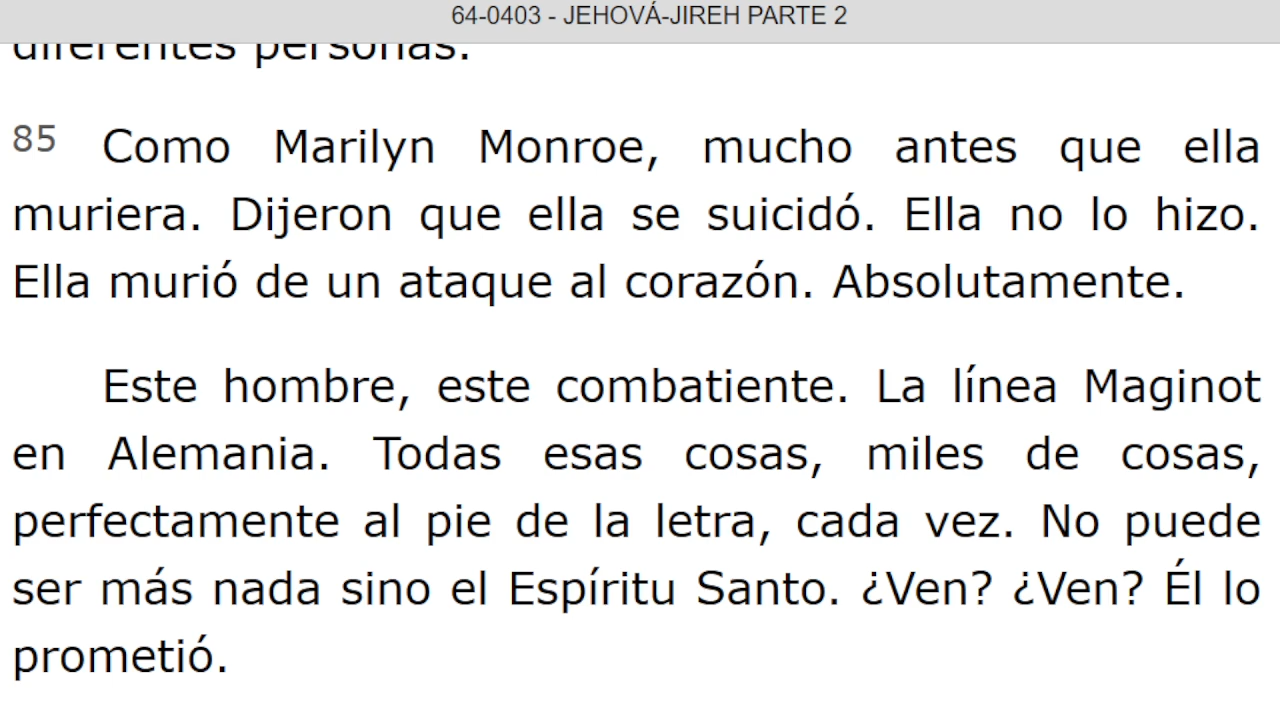 64-0403 - JEHOVÁ-JIREH PARTE 2
diferentes personas.
85 Como Marilyn Monroe, mucho antes que ella
muriera. Dijeron que ella se suicidó. Ella no lo hizo.
Ella murió de un ataque al corazón. Absolutamente.
Este hombre, este combatiente. La línea Maginot
en Alemania. Todas esas cosas, miles de cosas,
perfectamente al pie de la letra, cada vez. No puede
ser más nada sino el Espíritu Santo. ¿Ven? ¿Ven? Él lo
prometió.